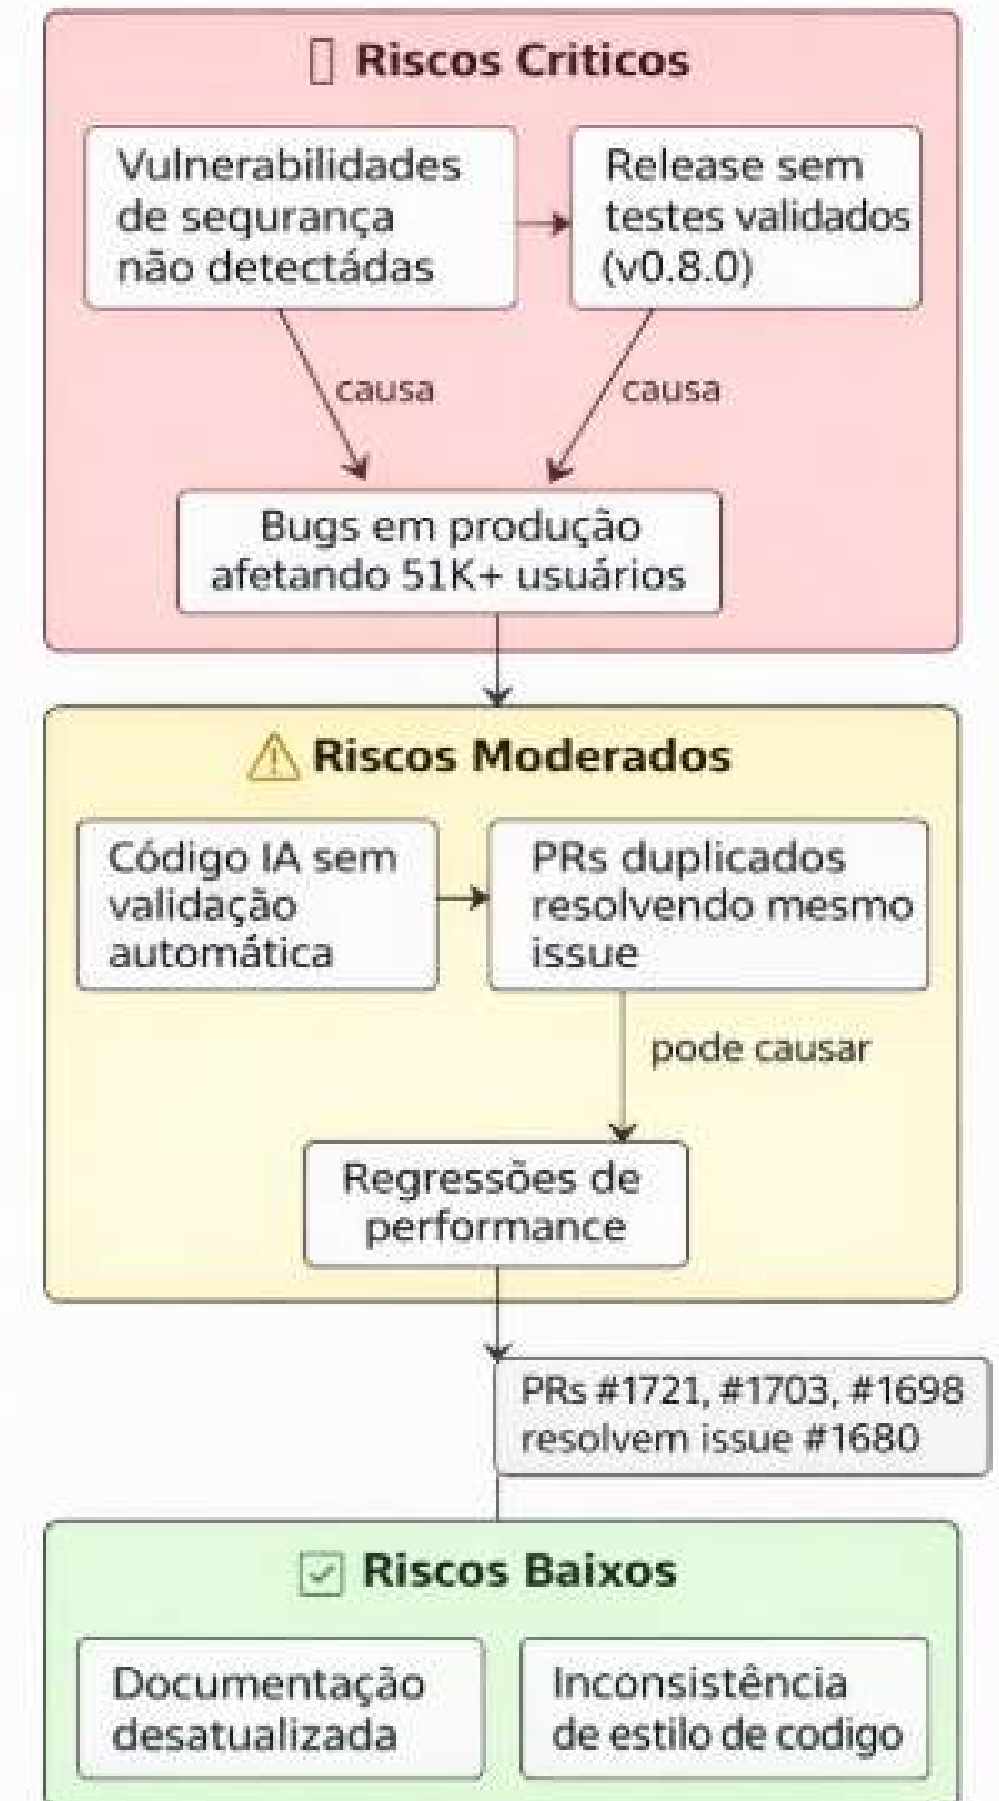 Riscos Criticos
Vulnerabilidades
de segurança
não detectádas
Release sem
testes validados
(v0.8.0)
causa
causa
Bugs em produção
afetando 51K+ usuários
Riscos Moderados
Código IA sem
validação
automática
PRs duplicados
resolvendo mesmo
issue
pode causar
Regressões de
performance
PRs #1721, #1703, #1698
resolvem issue #1680
Riscos Baixos
Documentação
desatualizada
Inconsistência
de estilo de codigo